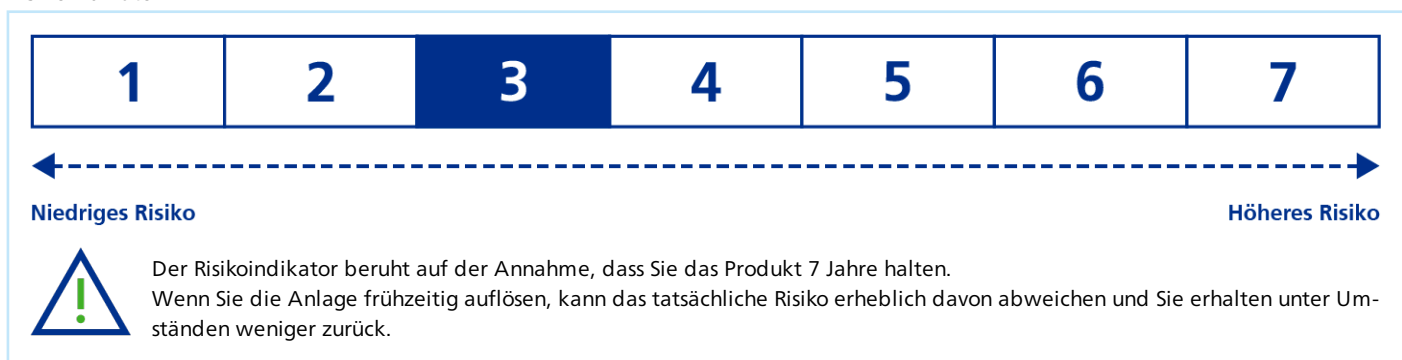 1 2 3 4 5 6 7
Niedriges Risiko Höheres Risiko
Der Risikoindikator beruht auf der Annahme, dass Sie das Produkt 7 Jahre halten.
Wenn Sie die Anlage frühzeitig auflösen, kann das tatsächliche Risiko erheblich davon abweichen und Sie erhalten unter Um-
ständen weniger zurück.